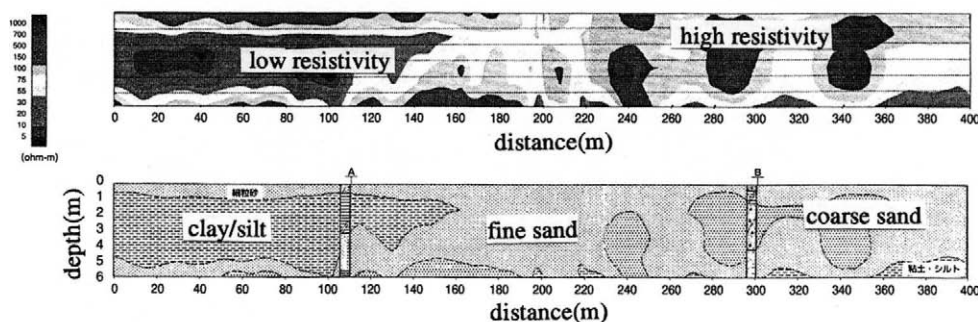 1000
700
500
150
100
75
55
30
20
10
5
(ohm-m)
low resistivity
high resistivity
0 20 40 60 80 100 120 140 160 180 200 220 240 260 280 300 320 340 360 380 400
distance(m)
A
B
0
1
2
3
4
5
6
depth(m)
細粒砂
clay/silt
fine sand
coarse sand
粘土・シルト
0 20 40 60 80 100 120 140 160 180 200 220 240 260 280 300 320 340 360 380 400
distance(m)